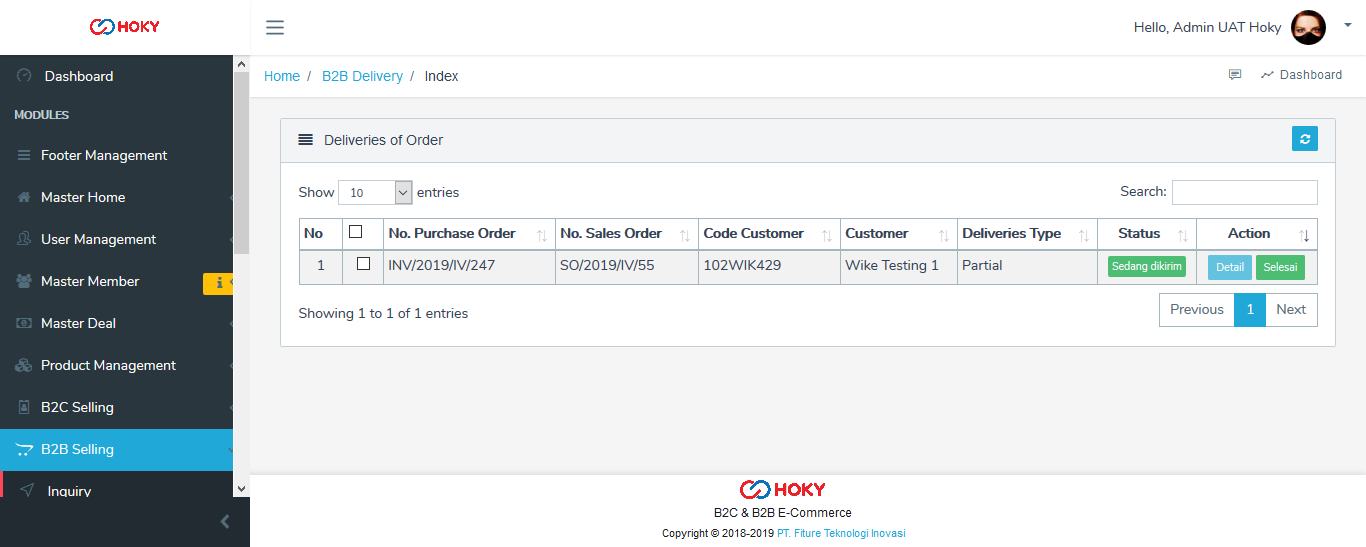 HOKY
Hello, Admin UAT Hoky
Dashboard
MODULES
Footer Management
Master Home
User Management
Master Member
Master Deal
Product Management
B2C Selling
B2B Selling
Inquiry
Home / B2B Delivery / Index
Dashboard
Deliveries of Order
Show 10 entries
Search:
No No. Purchase Order No. Sales Order Code Customer Customer Deliveries Type Status Action
1 INV/2019/IV/247 SO/2019/IV/55 102WIK429 Wike Testing 1 Partial Sedang dikirim Detail Selesai
Showing 1 to 1 of 1 entries
Previous 1 Next
HOKY
B2C & B2B E-Commerce
Copyright © 2018-2019 PT. Fiture Teknologi Inovasi